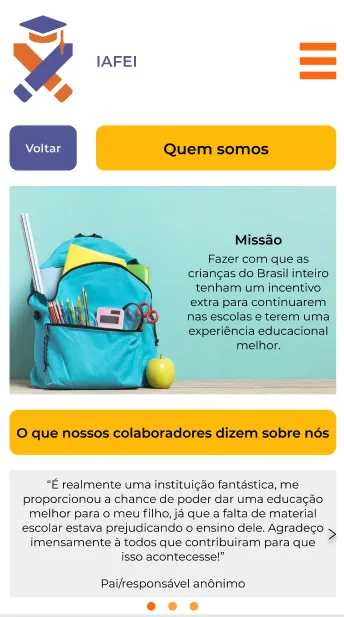 IAFEI
Voltar
Quem somos
Missão
Fazer com que as
crianças do Brasil inteiro
tenham um incentivo
extra para continuarem
nas escolas e terem uma
experiência educacional
melhor.
O que nossos colaboradores dizem sobre nós
“É realmente uma instituição fantástica, me
proporcionou a chance de poder dar uma educação
melhor para o meu filho, já que a falta de material
escolar estava prejudicando o ensino dele. Agradeço
imensamente à todos que contribuiram para que
isso acontecesse!”
Pai/responsável anônimo